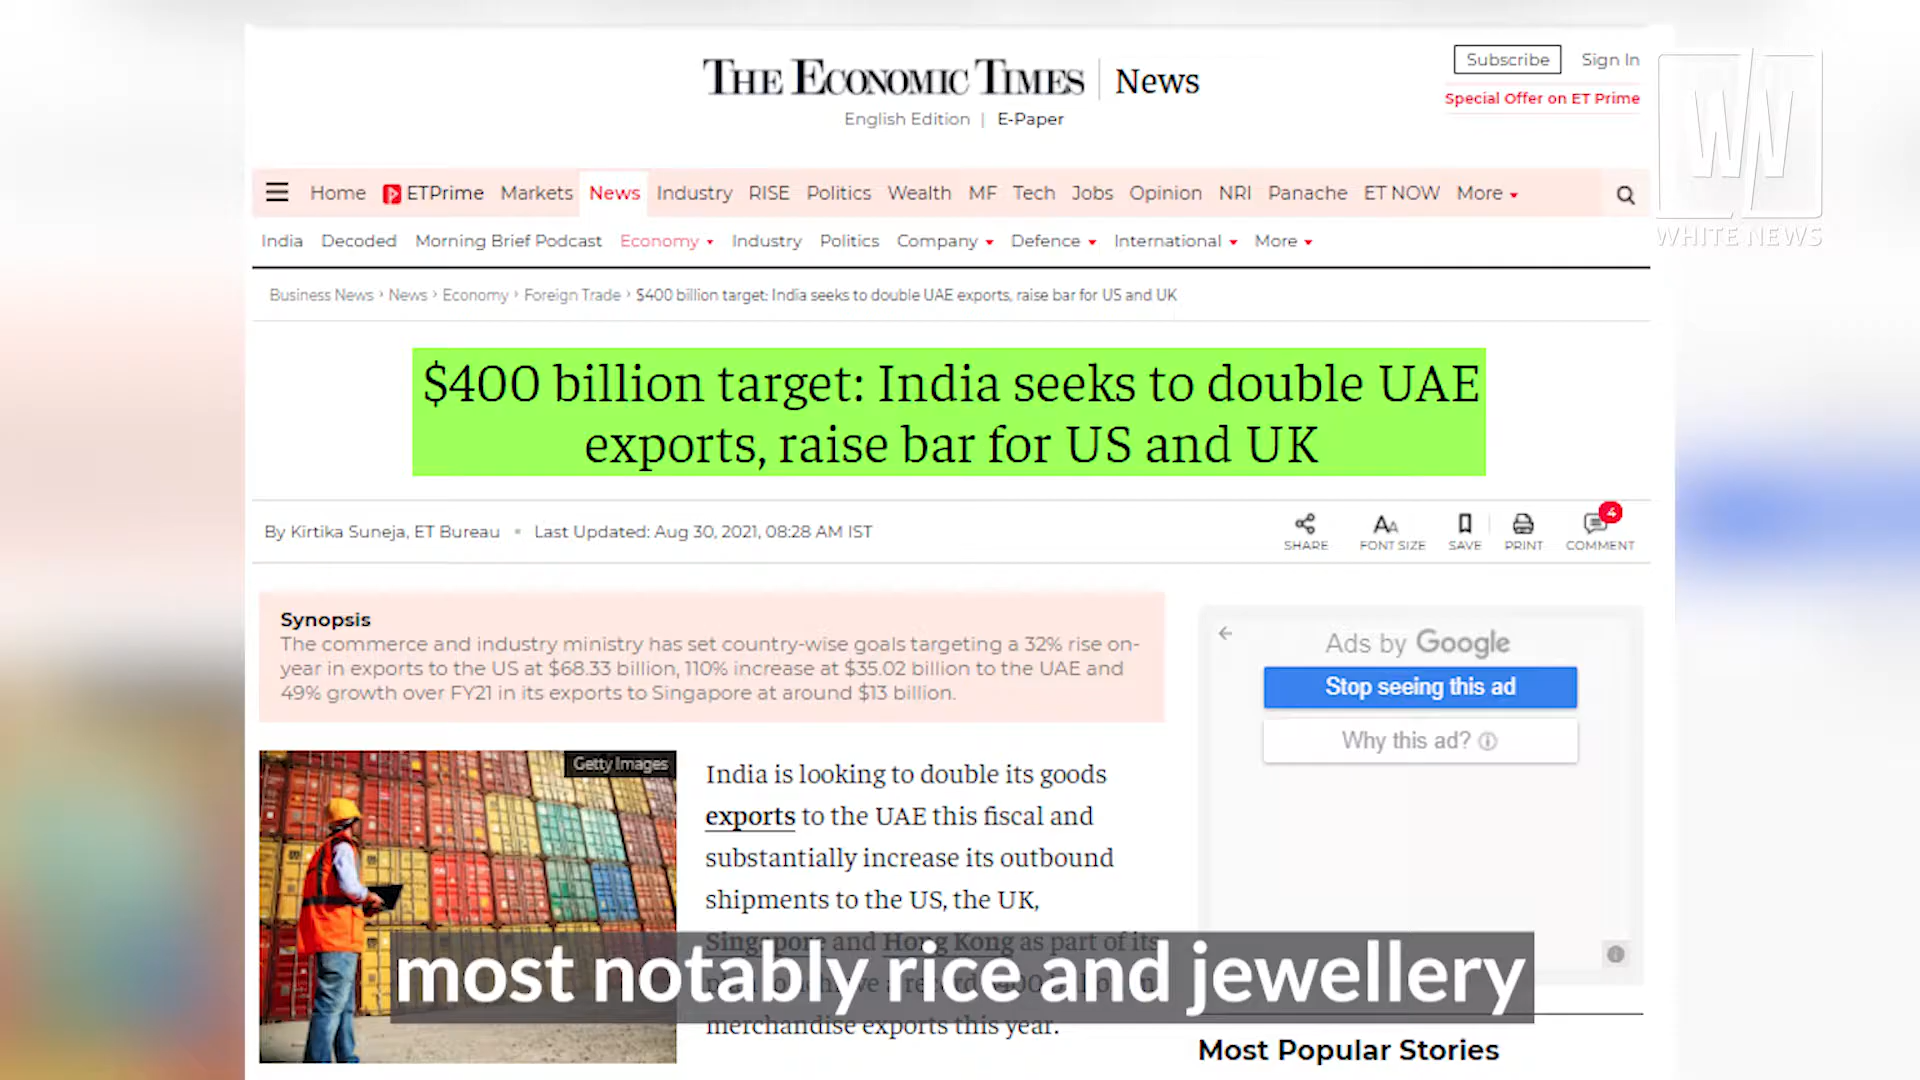 THE ECONOMIC TIMES | News
English Edition | E-Paper
Subscribe Sign In
Special Offer on ET Prime
WN
WHITE NEWS
Home ETPrime Markets News Industry RISE Politics Wealth MF Tech Jobs Opinion NRI Panache ET NOW More
India Decoded Morning Brief Podcast Economy Industry Politics Company Defence International More
Business News › News › Economy › Foreign Trade › $400 billion target: India seeks to double UAE exports, raise bar for US and UK
$400 billion target: India seeks to double UAE
exports, raise bar for US and UK
By Kirtika Suneja, ET Bureau • Last Updated: Aug 30, 2021, 08:28 AM IST
SHARE FONT SIZE SAVE PRINT COMMENT
4
Synopsis
The commerce and industry ministry has set country-wise goals targeting a 32% rise on-
year in exports to the US at $68.33 billion, 110% increase at $35.02 billion to the UAE and
49% growth over FY21 in its exports to Singapore at around $13 billion.
Getty Images
India is looking to double its goods
exports to the UAE this fiscal and
substantially increase its outbound
shipments to the US, the UK,
Singapore and Hong Kong as part of its
merchandise exports this year.
Ads by Google
Stop seeing this ad
Why this ad?
Most Popular Stories
most notably rice and jewellery